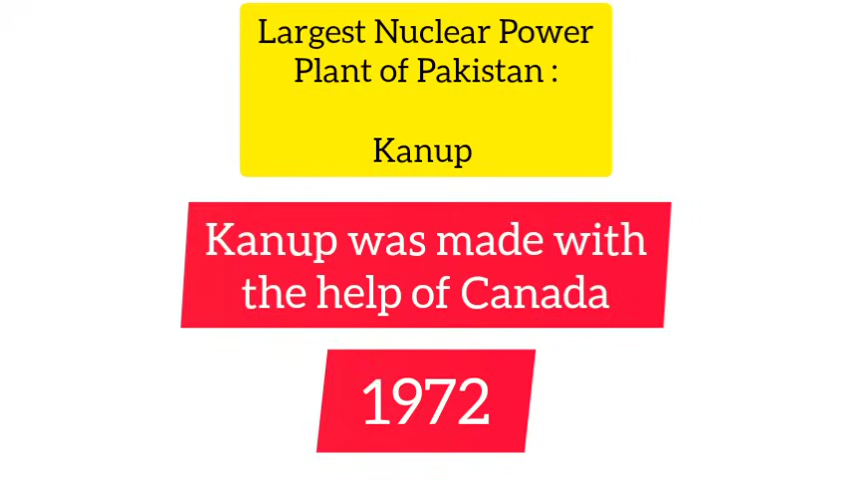 Largest Nuclear Power
Plant of Pakistan :
Kanup
Kanup was made with
the help of Canada
1972